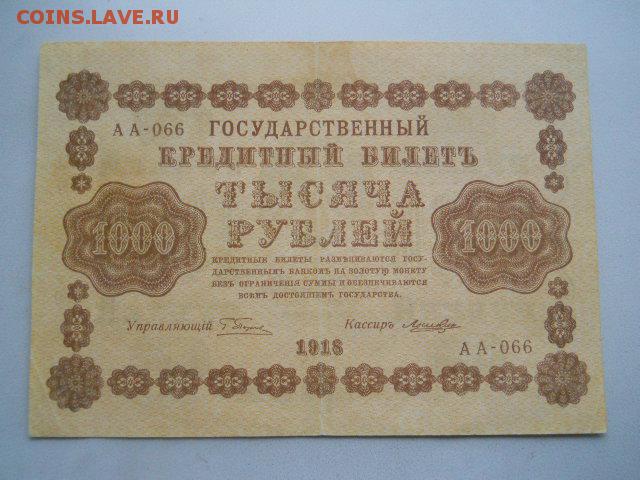 COINS.LAVE.RU
АА-066 ГОСУДАРСТВЕННЫЙ
КРЕДИТНЫЙ БИЛЕТЪ
ТЫСЯЧА
1000 РУБЛЕЙ 1000
КРЕДИТНЫЕ БИЛЕТЫ РАЗМѢНИВАЮТСЯ ГОСУ-
ДАРСТВЕННЫМЪ БАНКОМЪ НА ЗОЛОТУЮ МОНЕТУ
БЕЗЪ ОГРАНИЧЕНІЯ СУММЫ И ОБЕЗПЕЧИВАЮТСЯ
ВСѢМЪ ДОСТОЯНІЕМЪ ГОСУДАРСТВА.
Управляющій Кассиръ
1918
АА-066